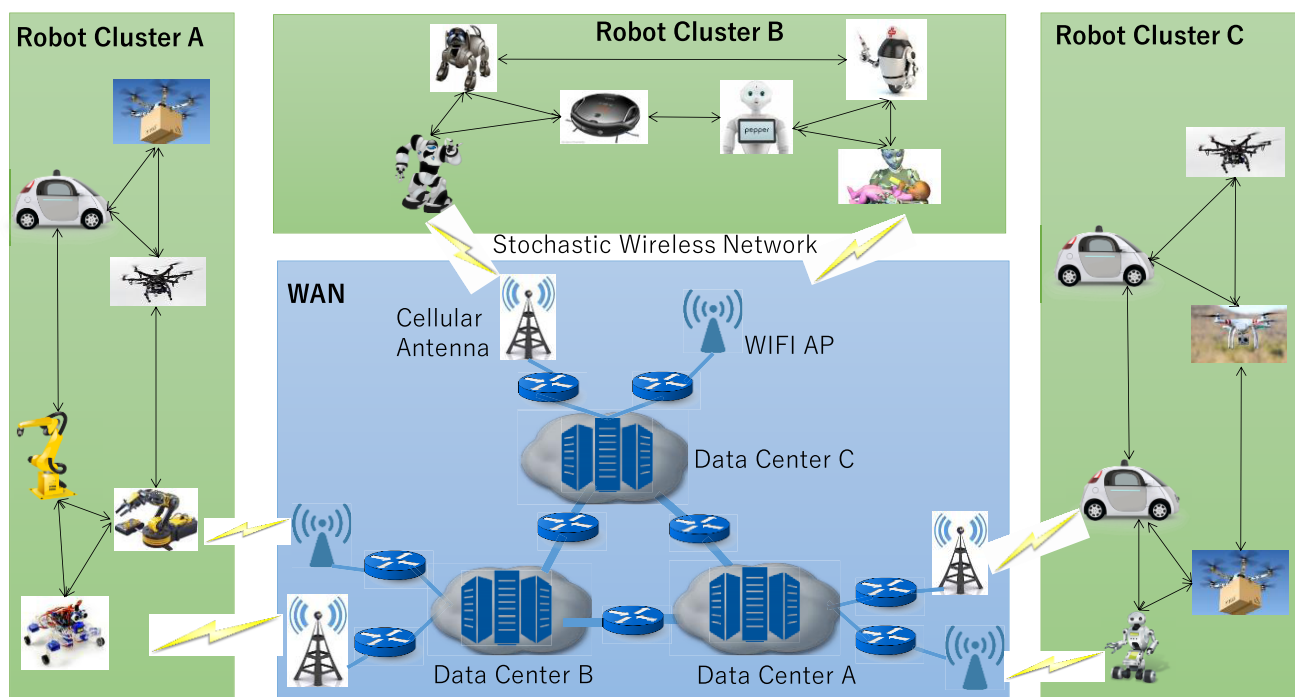 Robot Cluster A
Robot Cluster B
Robot Cluster C
pepper
Stochastic Wireless Network
WAN
Cellular
Antenna
WIFI AP
Data Center C
Data Center B
Data Center A